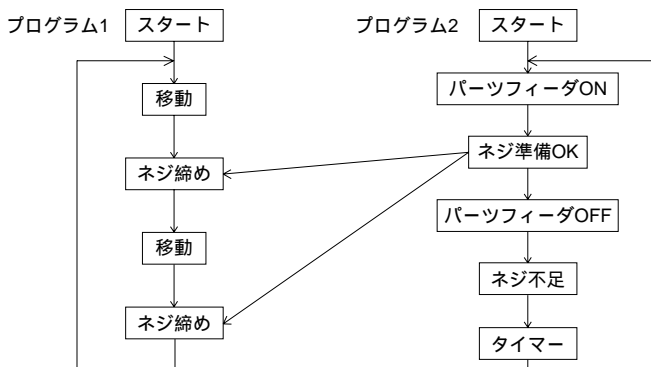 プログラム1
スタート
移動
ネジ締め
移動
ネジ締め
プログラム2
スタート
パーツフィーダON
ネジ準備OK
パーツフィーダOFF
ネジ不足
タイマー